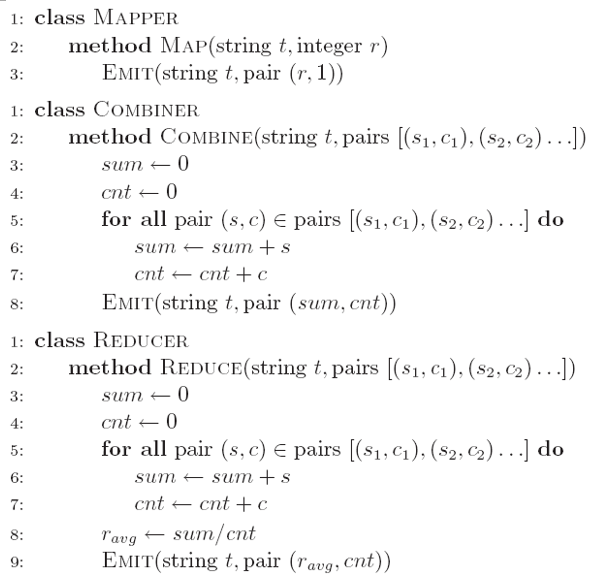 1: class Mapper
2: method Map(string t, integer r)
3: Emit(string t, pair (r, 1))
1: class Combiner
2: method Combine(string t, pairs [(s₁, c₁), (s₂, c₂) …])
3: sum ← 0
4: cnt ← 0
5: for all pair (s, c) ∈ pairs [(s₁, c₁), (s₂, c₂) …] do
6: sum ← sum + s
7: cnt ← cnt + c
8: Emit(string t, pair (sum, cnt))
1: class Reducer
2: method Reduce(string t, pairs [(s₁, c₁), (s₂, c₂) …])
3: sum ← 0
4: cnt ← 0
5: for all pair (s, c) ∈ pairs [(s₁, c₁), (s₂, c₂) …] do
6: sum ← sum + s
7: cnt ← cnt + c
8: r_avg ← sum/cnt
9: Emit(string t, pair (r_avg, cnt))